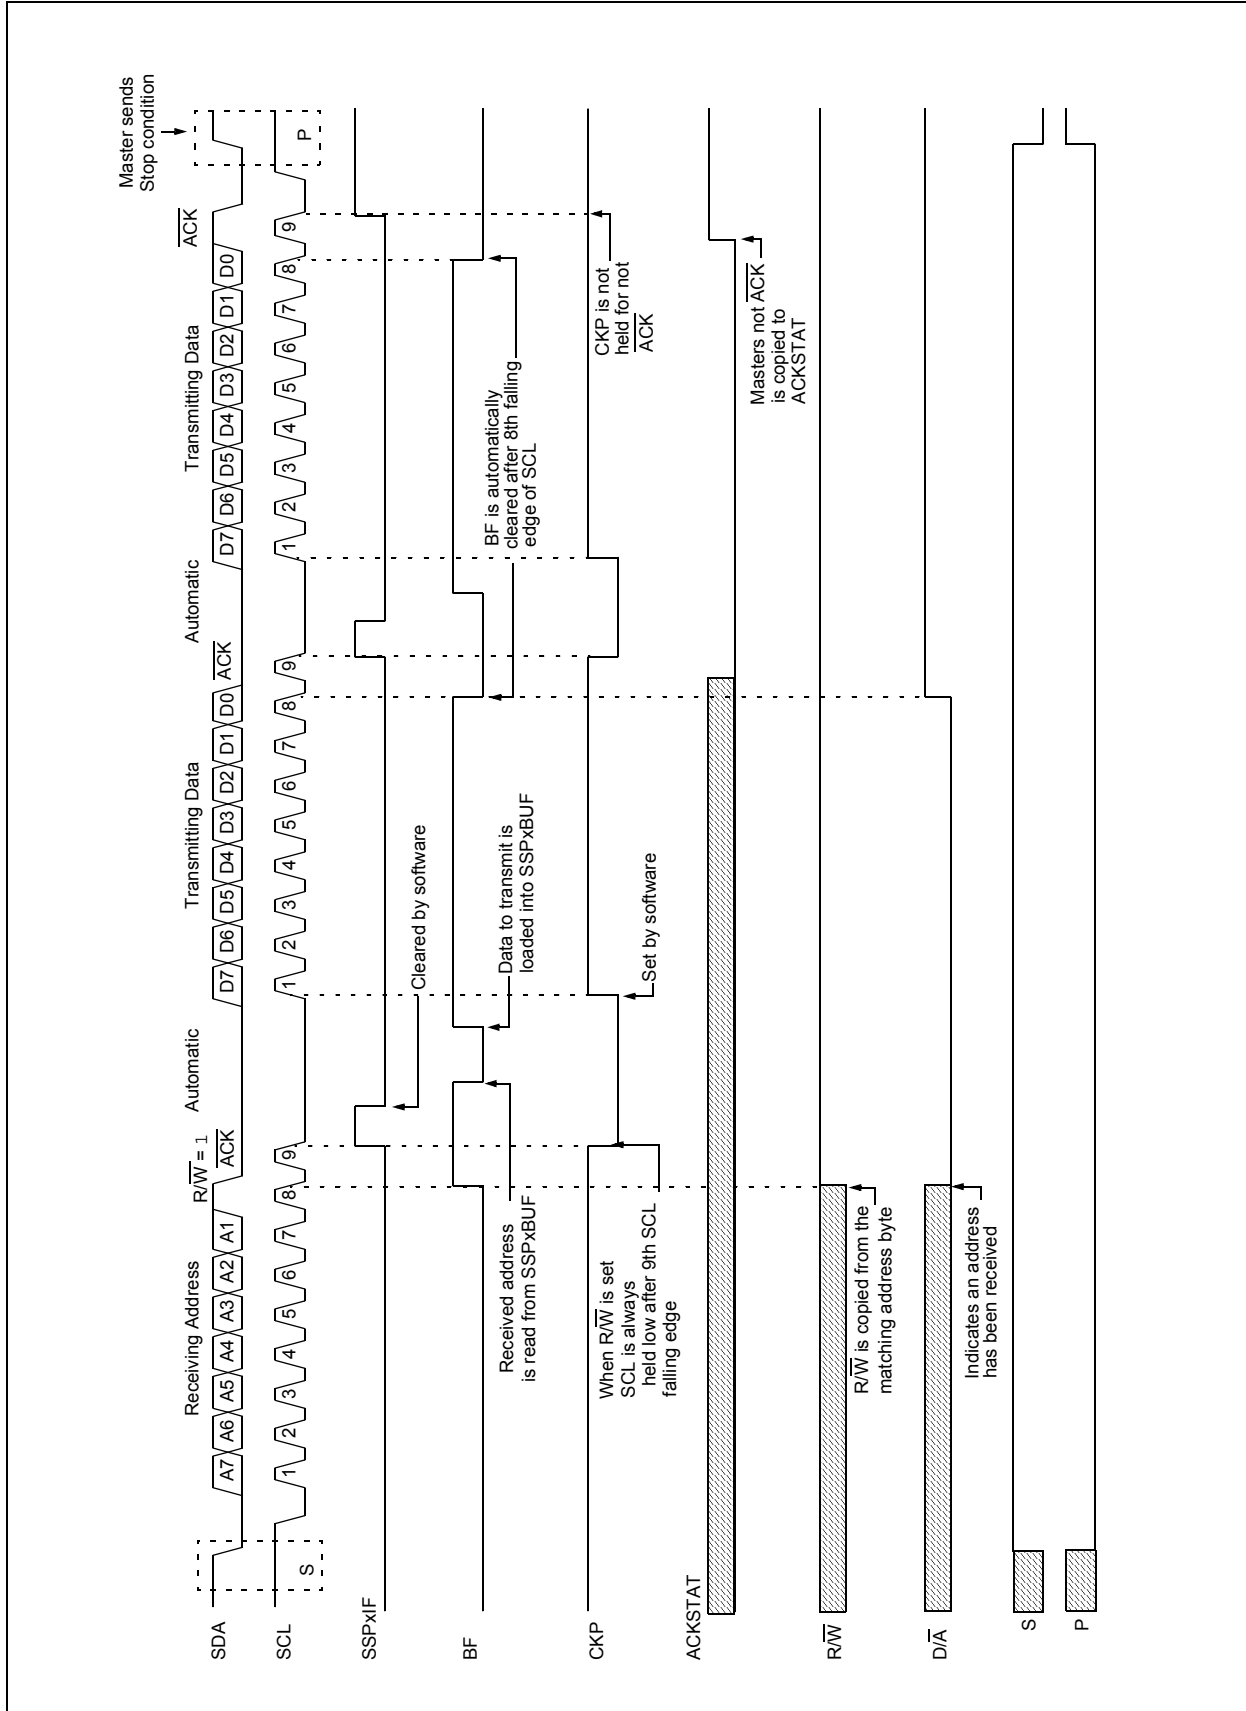 Master sends
Stop condition
Receiving Address
R/W̅ = 1
A̅C̅K̅
Automatic
Transmitting Data
A̅C̅K̅
Automatic
Transmitting Data
A̅C̅K̅
SDA
A7 A6 A5 A4 A3 A2 A1
D7 D6 D5 D4 D3 D2 D1 D0
D7 D6 D5 D4 D3 D2 D1 D0
SCL
S
1 2 3 4 5 6 7 8 9
1 2 3 4 5 6 7 8 9
1 2 3 4 5 6 7 8 9
P
SSPxIF
Cleared by software
BF
Received address
is read from SSPxBUF
Data to transmit is
loaded into SSPxBUF
BF is automatically
cleared after 8th falling
edge of SCL
CKP
When R/W̅ is set
SCL is always
held low after 9th SCL
falling edge
Set by software
CKP is not
held for not
A̅C̅K̅
ACKSTAT
Masters not A̅C̅K̅
is copied to
ACKSTAT
R/W̅
R/W̅ is copied from the
matching address byte
D/A̅
Indicates an address
has been received
S
P